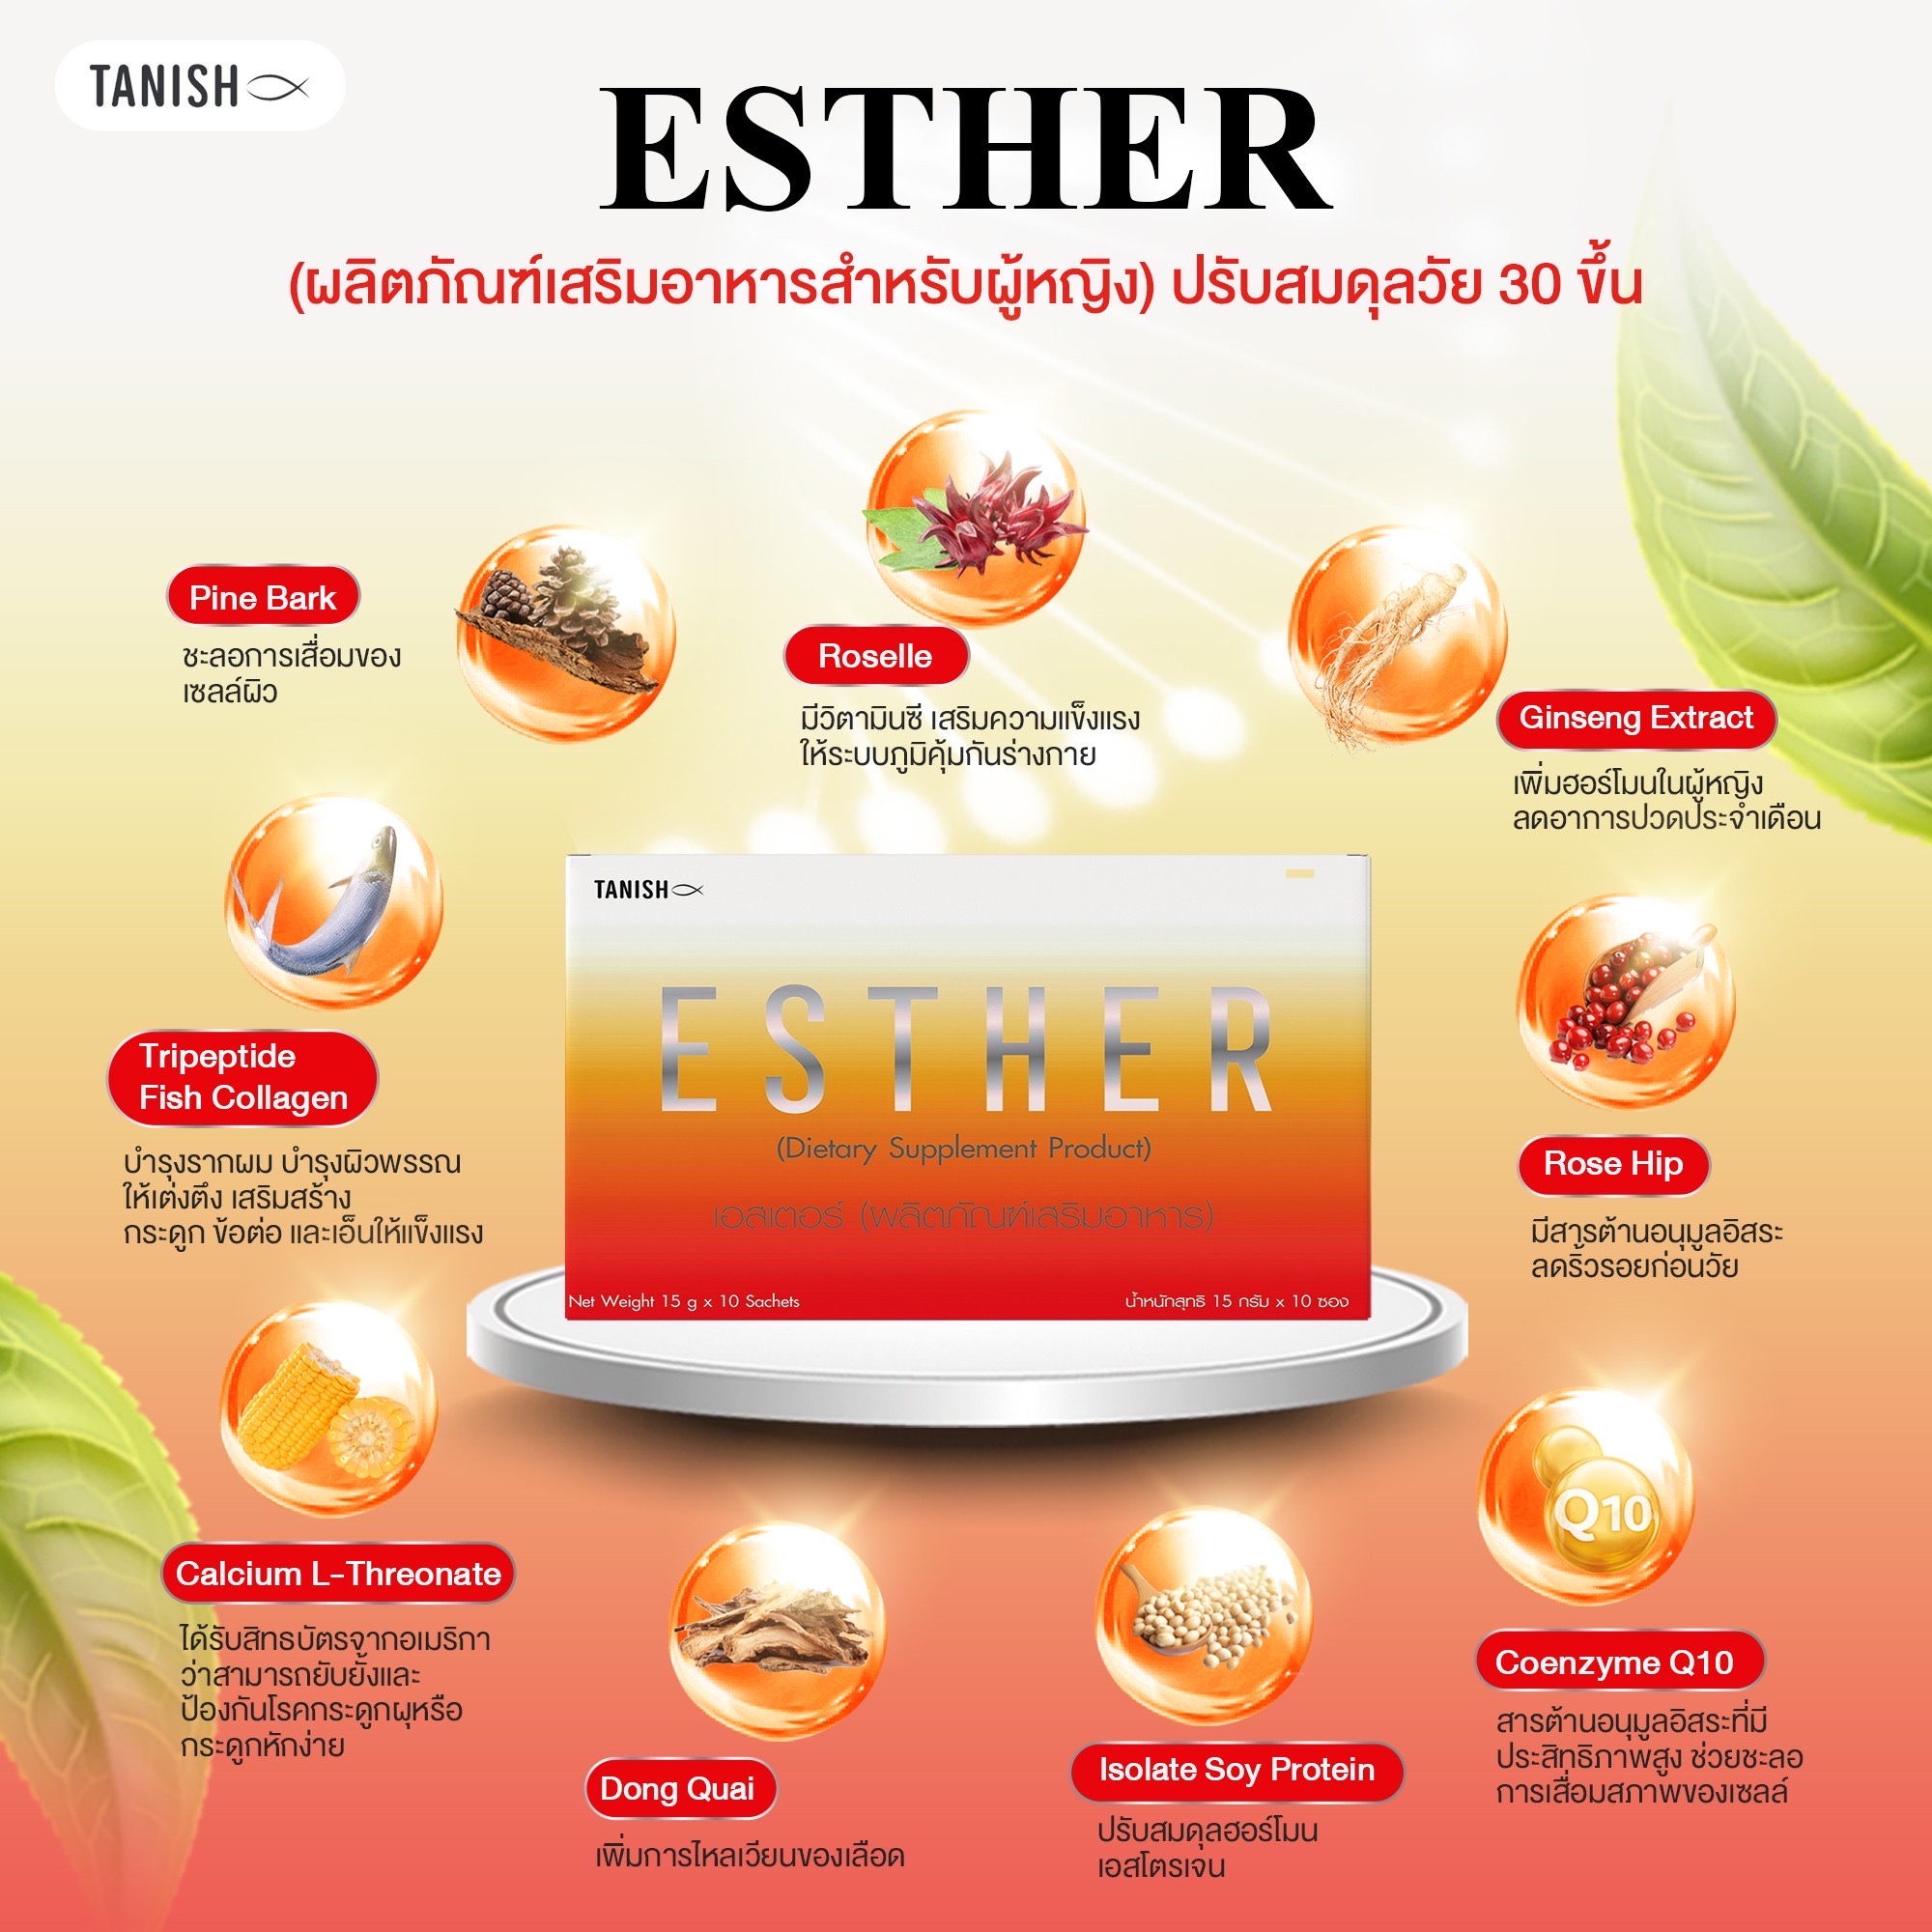 TANISH
ESTHER
(ผลิตภัณฑ์เสริมอาหารสำหรับผู้หญิง) ปรับสมดุลวัย 30 ขึ้น
Pine Bark
ชะลอการเสื่อมของ
เซลล์ผิว
Roselle
มีวิตามินซี เสริมความแข็งแรง
ให้ระบบภูมิคุ้มกันร่างกาย
Ginseng Extract
เพิ่มฮอร์โมนในผู้หญิง
ลดอาการปวดประจำเดือน
Tripeptide
Fish Collagen
บำรุงรากผม บำรุงผิวพรรณ
ให้เต่งตึง เสริมสร้าง
กระดูก ข้อต่อ และเอ็นให้แข็งแรง
TANISH
ESTHER
(Dietary Supplement Product)
เอสเตอร์ (ผลิตภัณฑ์เสริมอาหาร)
Net Weight 15 g x 10 Sachets
น้ำหนักสุทธิ 15 กรัม x 10 ซอง
Rose Hip
มีสารต้านอนุมูลอิสระ
ลดริ้วรอยก่อนวัย
Calcium L-Threonate
ได้รับสิทธบัตรจากอเมริกา
ว่าสามารถยับยั้งและ
ป้องกันโรคกระดูกผุหรือ
กระดูกหักง่าย
Dong Quai
เพิ่มการไหลเวียนของเลือด
Isolate Soy Protein
ปรับสมดุลฮอร์โมน
เอสโตรเจน
Q10
Coenzyme Q10
สารต้านอนุมูลอิสระที่มี
ประสิทธิภาพสูง ช่วยชะลอ
การเสื่อมสภาพของเซลล์